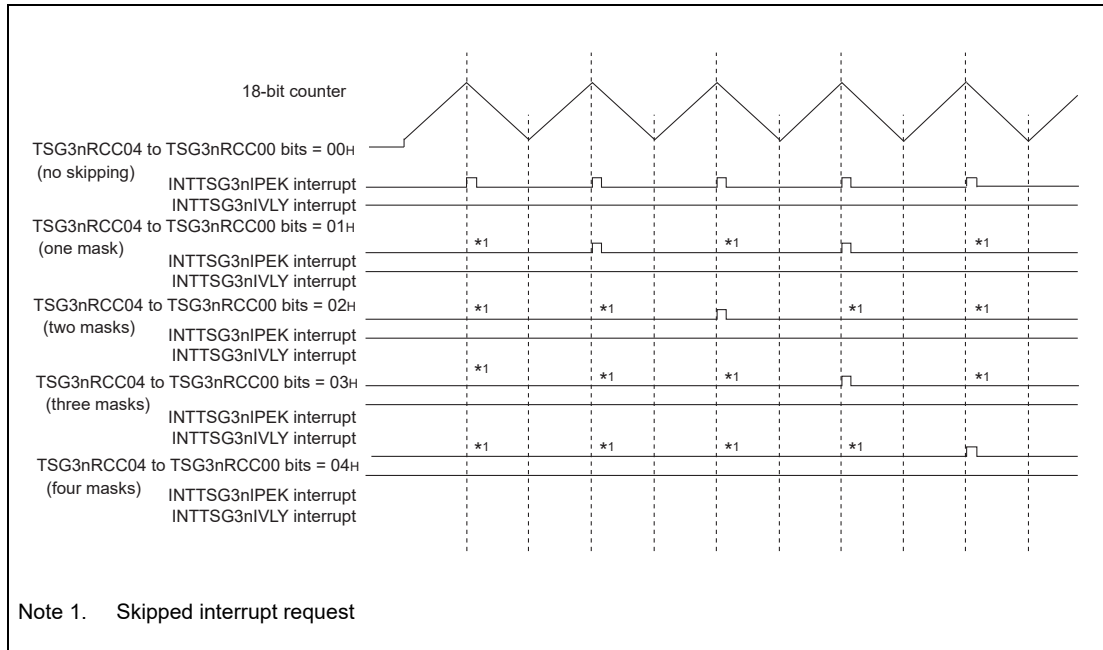 18-bit counter
TSG3nRCC04 to TSG3nRCC00 bits = 00H
(no skipping)
INTTSG3nIPEK interrupt
INTTSG3nIVLY interrupt
TSG3nRCC04 to TSG3nRCC00 bits = 01H
(one mask)
*1 *1 *1
INTTSG3nIPEK interrupt
INTTSG3nIVLY interrupt
TSG3nRCC04 to TSG3nRCC00 bits = 02H
*1 *1 *1 *1
(two masks)
INTTSG3nIPEK interrupt
INTTSG3nIVLY interrupt
*1 *1 *1 *1
TSG3nRCC04 to TSG3nRCC00 bits = 03H
(three masks)
INTTSG3nIPEK interrupt
INTTSG3nIVLY interrupt
*1 *1 *1 *1
TSG3nRCC04 to TSG3nRCC00 bits = 04H
(four masks)
INTTSG3nIPEK interrupt
INTTSG3nIVLY interrupt
Note 1. Skipped interrupt request